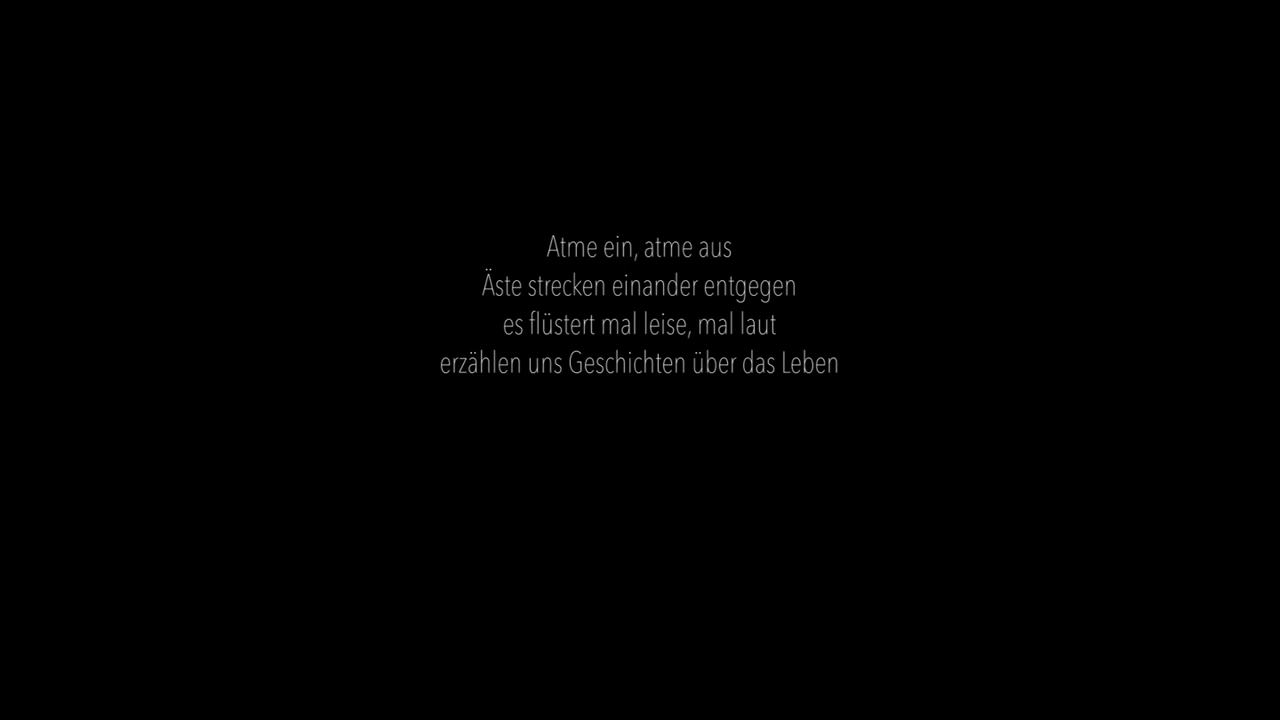 Atme ein, atme aus
Äste strecken einander entgegen
es flüstert mal leise, mal laut
erzählen uns Geschichten über das Leben